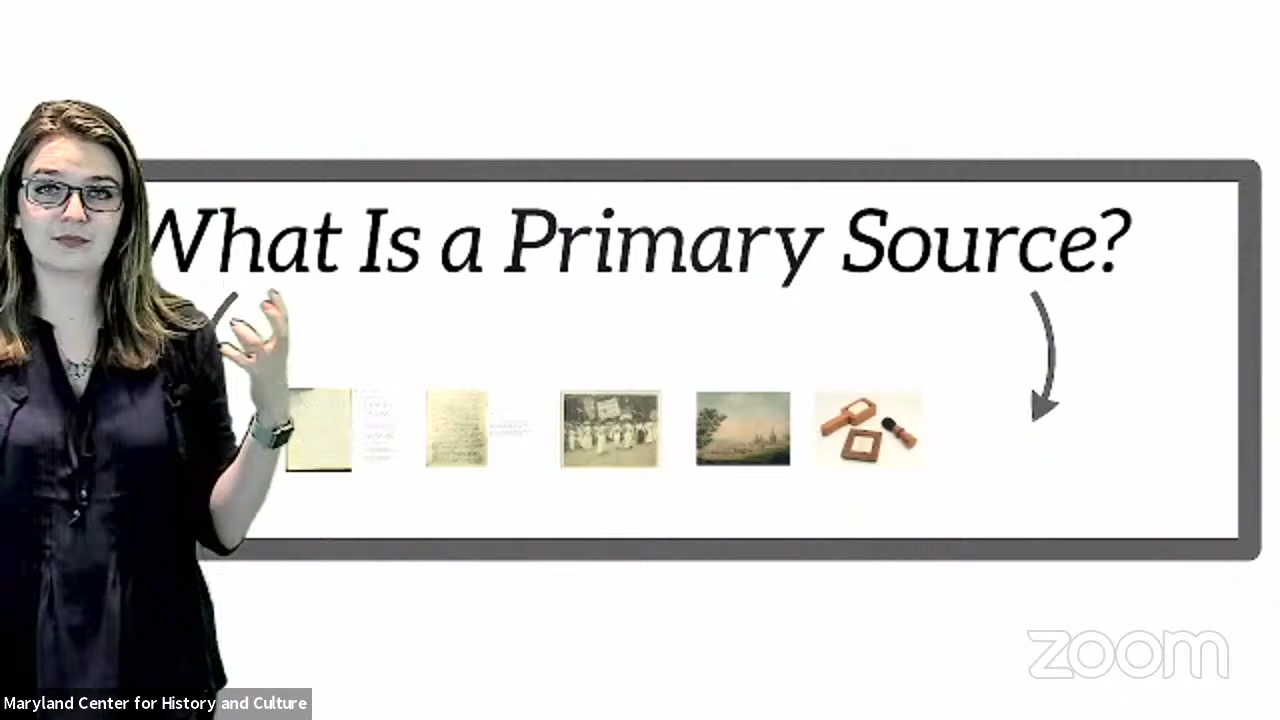 What Is a Primary Source?
zoom
Maryland Center for History and Culture